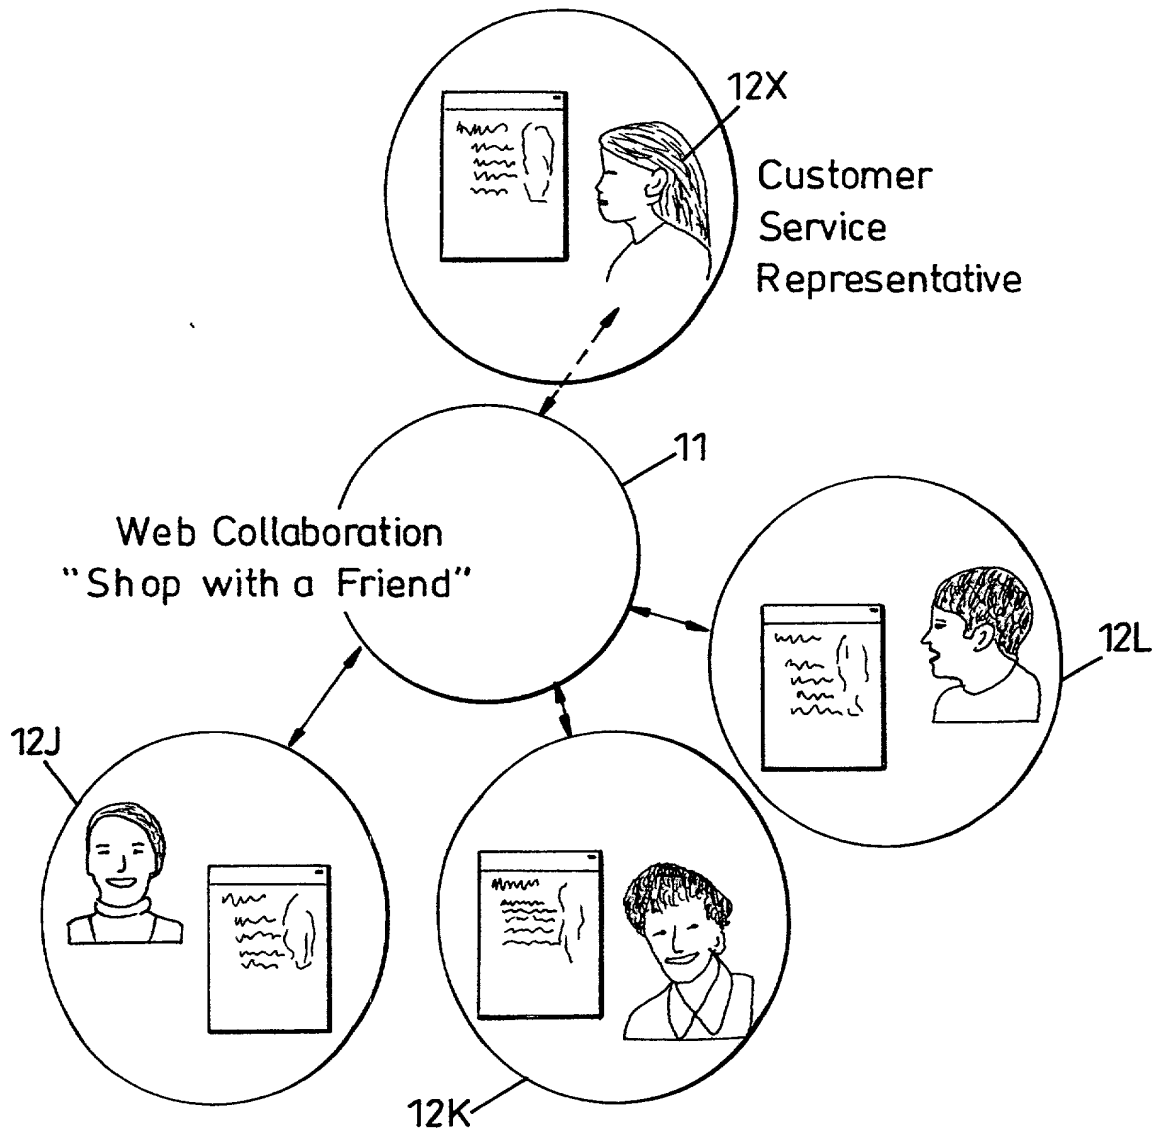 12X
Customer
Service
Representative
11
Web Collaboration
"Shop with a Friend"
12L
12J
12K